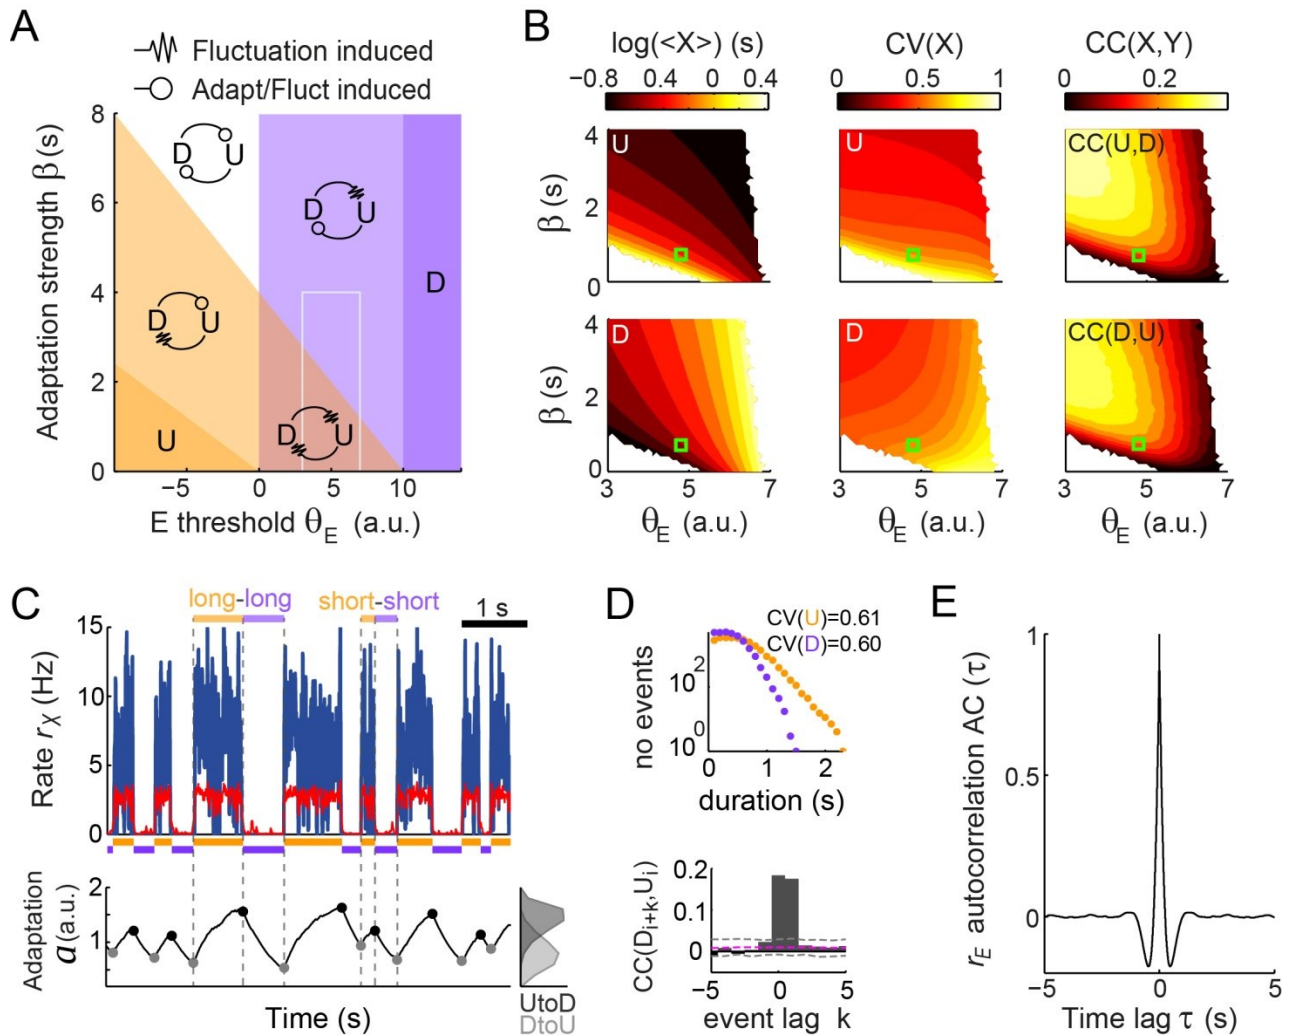 A
Fluctuation induced
Adapt/Fluct induced
8
6
4
2
0
Adaptation strength β (s)
D U
D U
D U
D U
D
U
−5 0 5 10
E threshold θE (a.u.)
B
log(<X>) (s) CV(X) CC(X,Y)
−0.8 0.4 0 0.4
0 0.5 1
0 0.2
U U CC(U,D)
4
2
0
β (s) β (s) β (s)
D D CC(D,U)
4
2
0
β (s) β (s) β (s)
3 5 7 3 5 7 3 5 7
θE (a.u.) θE (a.u.) θE (a.u.)
C
long-long short-short 1 s
15
10
5
0
Rate rχ (Hz)
2
1
Adaptation
a (a.u.)
UtoD
DtoU
Time (s)
D
CV(U)=0.61
CV(D)=0.60
10²
10⁰
no events
0 1 2
duration (s)
0.2
0.1
0
CC(Di+k,Ui)
−5 0 5
event lag k
E
1
0.5
0
rE autocorrelation AC (τ)
−5 0 5
Time lag τ (s)